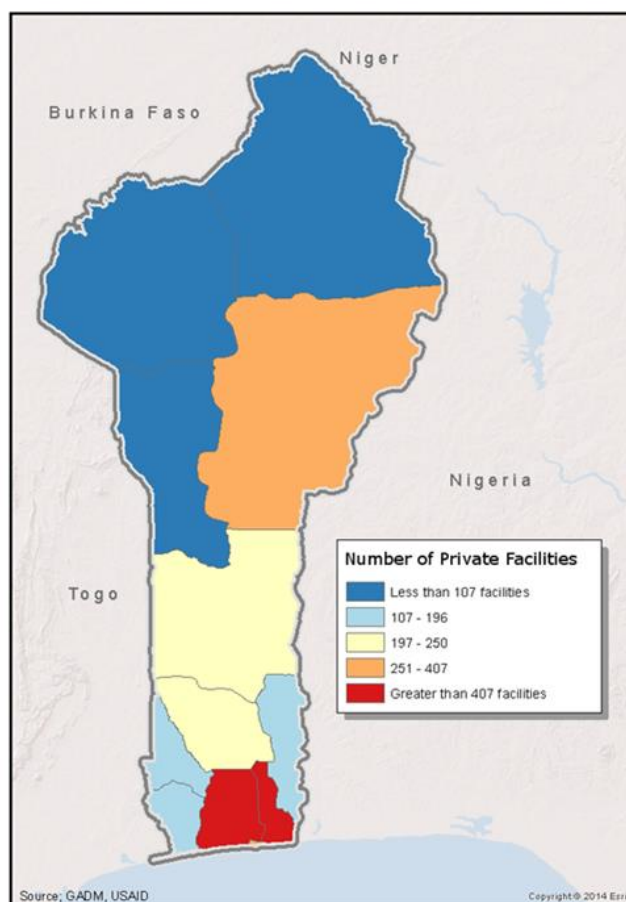 Niger
Burkina Faso
Nigeria
Togo
Number of Private Facilities
Less than 107 facilities
107 - 196
197 - 250
251 - 407
Greater than 407 facilities
Source; GADM, USAID
Copyright © 2014 Esri